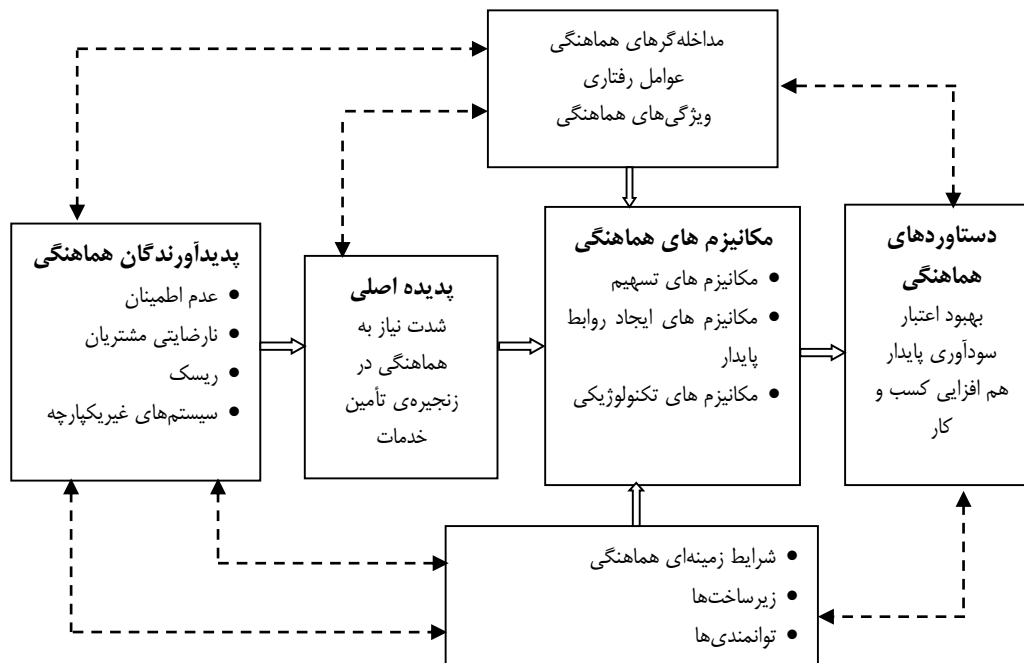 مداخله‌گرهای هماهنگی
عوامل رفتاری
ویژگی‌های هماهنگی
پدیدآورندگان هماهنگی
• عدم اطمینان
• نارضایتی مشتریان
• ریسک
• سیستم‌های غیریکپارچه
پدیده اصلی
شدت نیاز به
هماهنگی در
زنجیره‌ی تأمین
خدمات
مکانیزم های هماهنگی
• مکانیزم های تسهیم
• مکانیزم های ایجاد روابط
پایدار
• مکانیزم های تکنولوژیکی
دستاوردهای
هماهنگی
بهبود اعتبار
سودآوری پایدار
هم افزایی کسب و
کار
• شرایط زمینه‌ای هماهنگی
• زیرساخت‌ها
• توانمندی‌ها